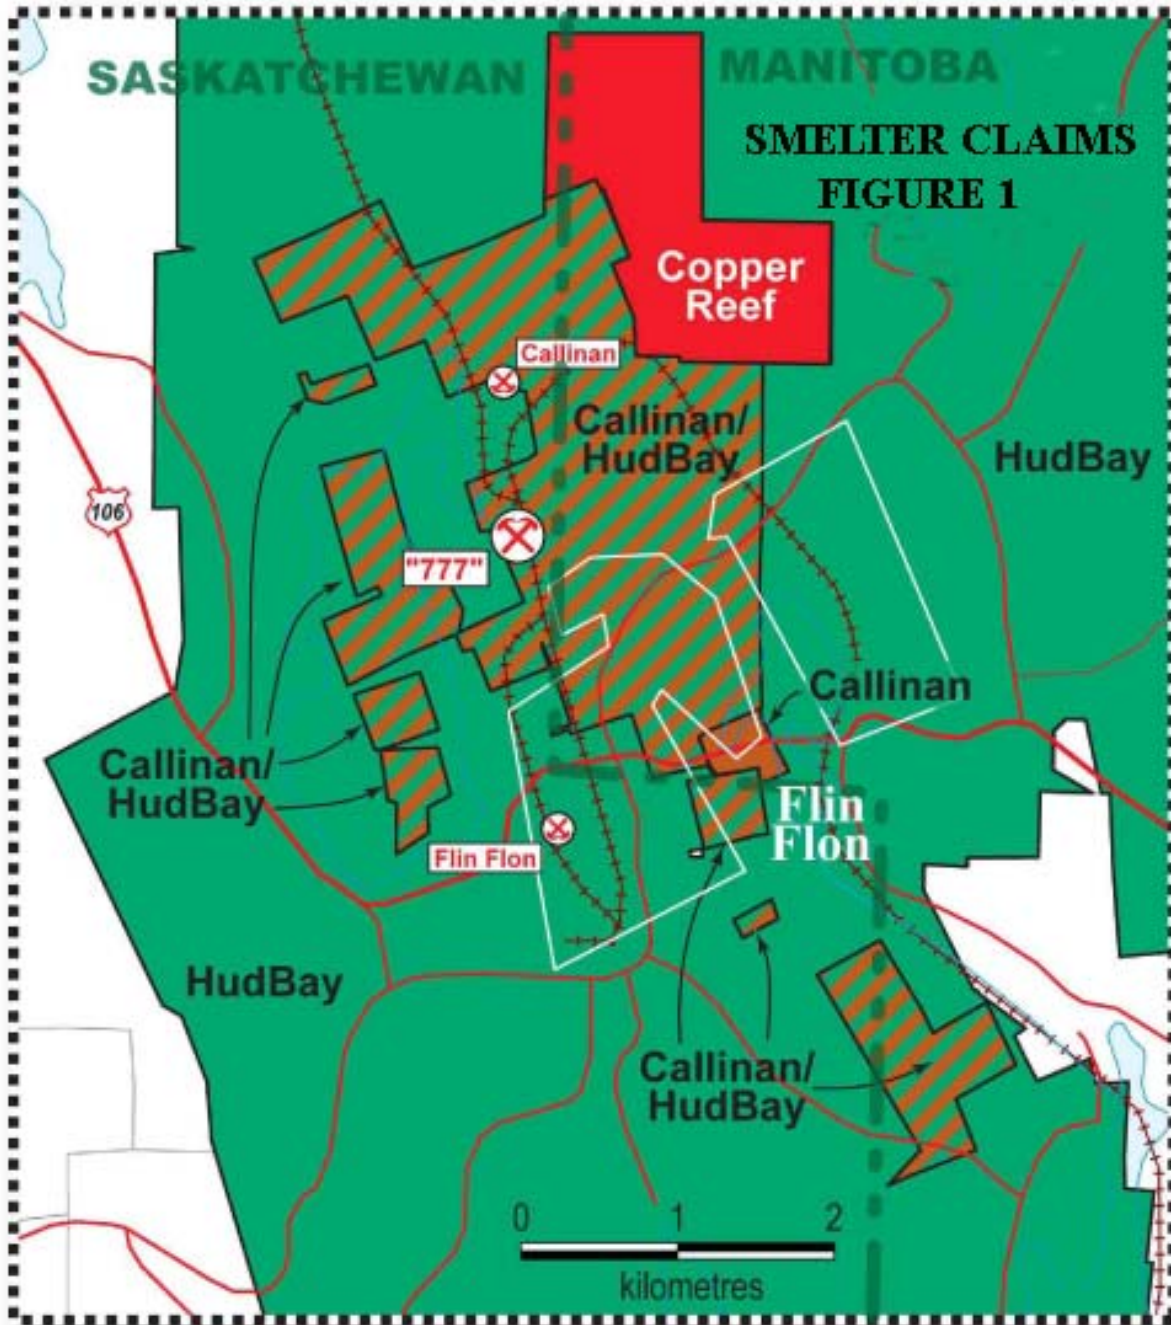 SASKATCHEWAN
MANITOBA
SMELTER CLAIMS
FIGURE 1
Copper
Reef
Callinan
Callinan/
HudBay
HudBay
106
"777"
Callinan
Callinan/
HudBay
Flin
Flon
Flin Flon
HudBay
Callinan/
HudBay
0 1 2
kilometres